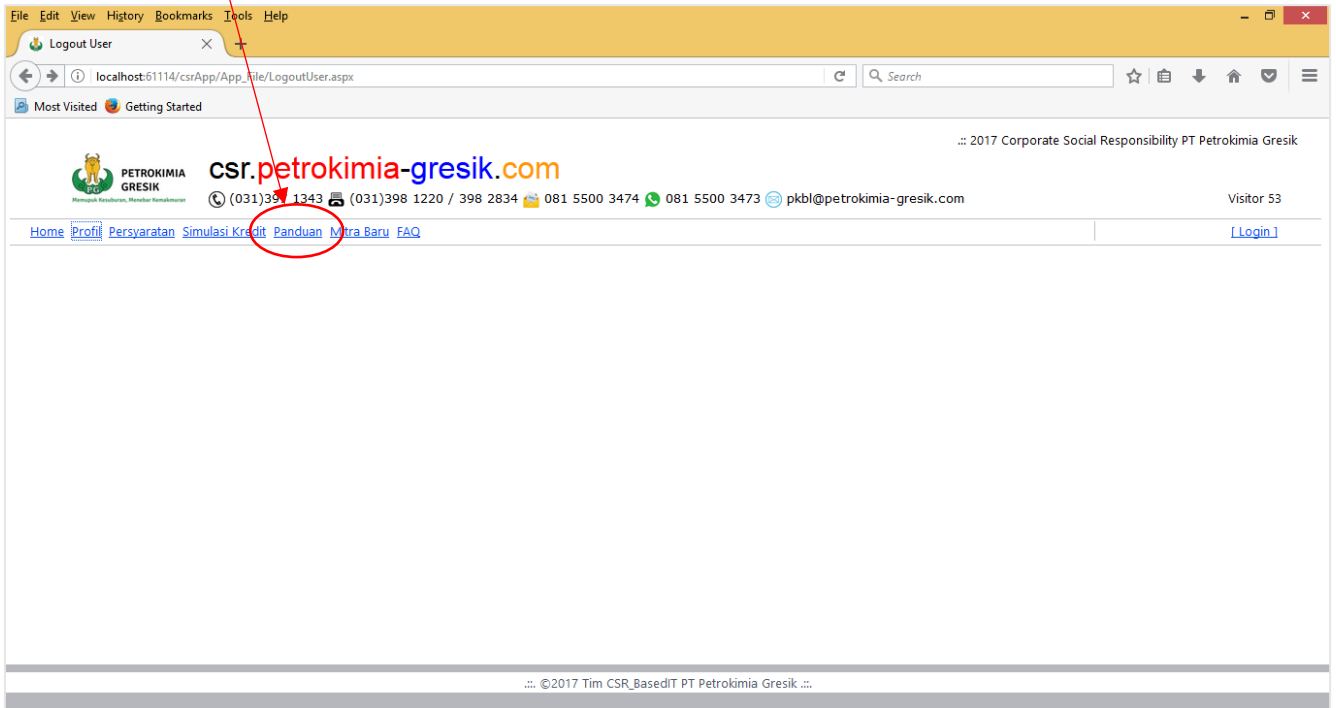 File Edit View History Bookmarks Tools Help
Logout User
localhost:61114/csrApp/App_File/LogoutUser.aspx
Search
Most Visited Getting Started
.:: 2017 Corporate Social Responsibility PT Petrokimia Gresik
PETROKIMIA
GRESIK
Memupuk Kesuburan, Menebar Kemakmuran
csr.petrokimia-gresik.com
(031)39 1343 (031)398 1220 / 398 2834 081 5500 3474 081 5500 3473 pkbl@petrokimia-gresik.com
Visitor 53
Home Profil Persyaratan Simulasi Kredit Panduan Mitra Baru FAQ
[ Login ]
.::. ©2017 Tim CSR_BasedIT PT Petrokimia Gresik .::.